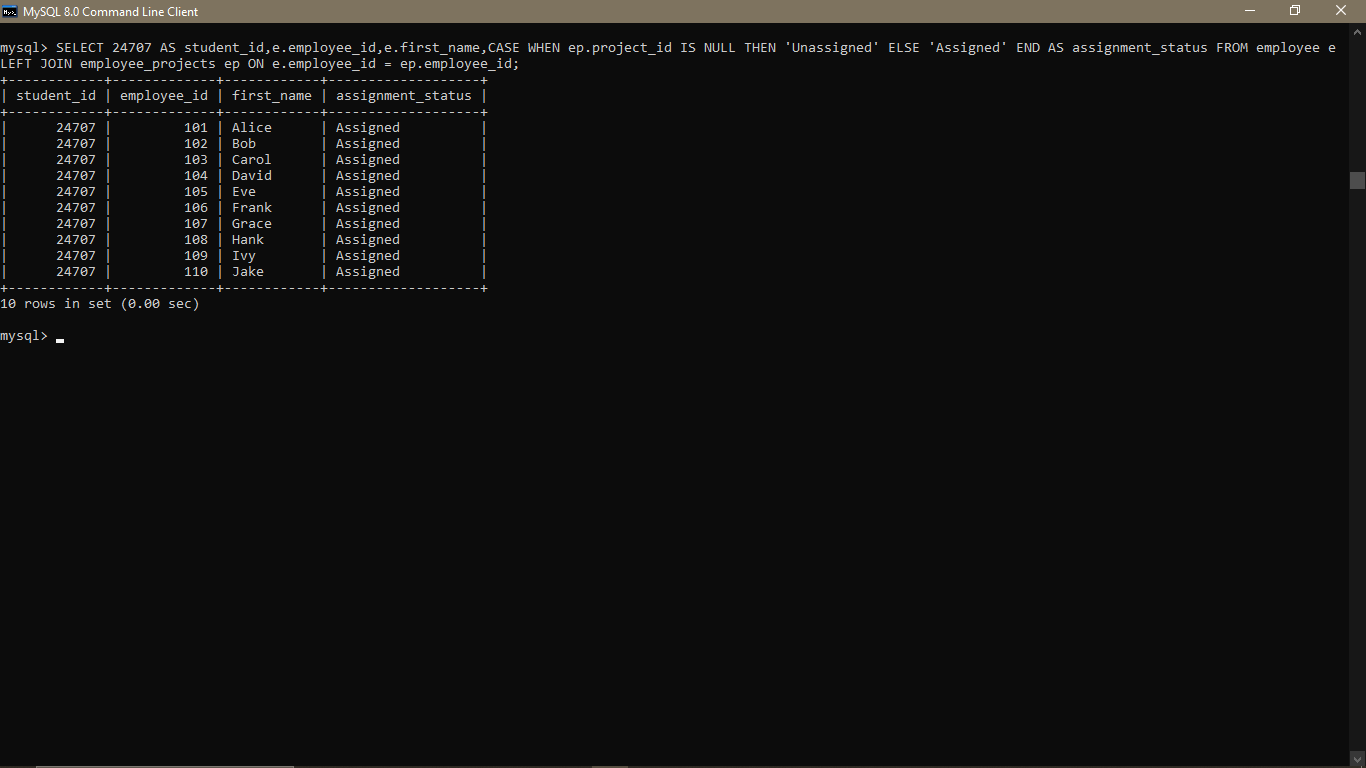 MySQL 8.0 Command Line Client
mysql> SELECT 24707 AS student_id,e.employee_id,e.first_name,CASE WHEN ep.project_id IS NULL THEN 'Unassigned' ELSE 'Assigned' END AS assignment_status FROM employee e
LEFT JOIN employee_projects ep ON e.employee_id = ep.employee_id;
+------------+-------------+------------+-------------------+
| student_id | employee_id | first_name | assignment_status |
+------------+-------------+------------+-------------------+
|      24707 |         101 | Alice      | Assigned          |
|      24707 |         102 | Bob        | Assigned          |
|      24707 |         103 | Carol      | Assigned          |
|      24707 |         104 | David      | Assigned          |
|      24707 |         105 | Eve        | Assigned          |
|      24707 |         106 | Frank      | Assigned          |
|      24707 |         107 | Grace      | Assigned          |
|      24707 |         108 | Hank       | Assigned          |
|      24707 |         109 | Ivy        | Assigned          |
|      24707 |         110 | Jake       | Assigned          |
+------------+-------------+------------+-------------------+
10 rows in set (0.00 sec)
mysql>